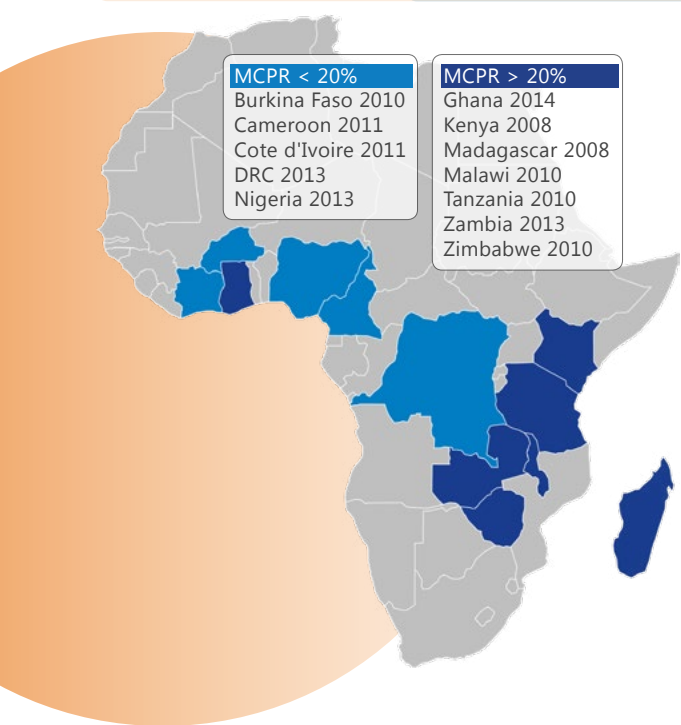 MCPR < 20%
Burkina Faso 2010
Cameroon 2011
Cote d'Ivoire 2011
DRC 2013
Nigeria 2013
MCPR > 20%
Ghana 2014
Kenya 2008
Madagascar 2008
Malawi 2010
Tanzania 2010
Zambia 2013
Zimbabwe 2010